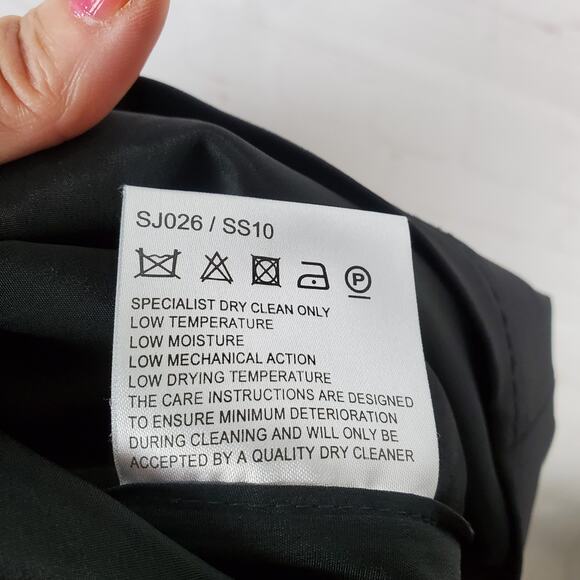 SJ026 / SS10
P
SPECIALIST DRY CLEAN ONLY
LOW TEMPERATURE
LOW MOISTURE
LOW MECHANICAL ACTION
LOW DRYING TEMPERATURE
THE CARE INSTRUCTIONS ARE DESIGNED
TO ENSURE MINIMUM DETERIORATION
DURING CLEANING AND WILL ONLY BE
ACCEPTED BY A QUALITY DRY CLEANER